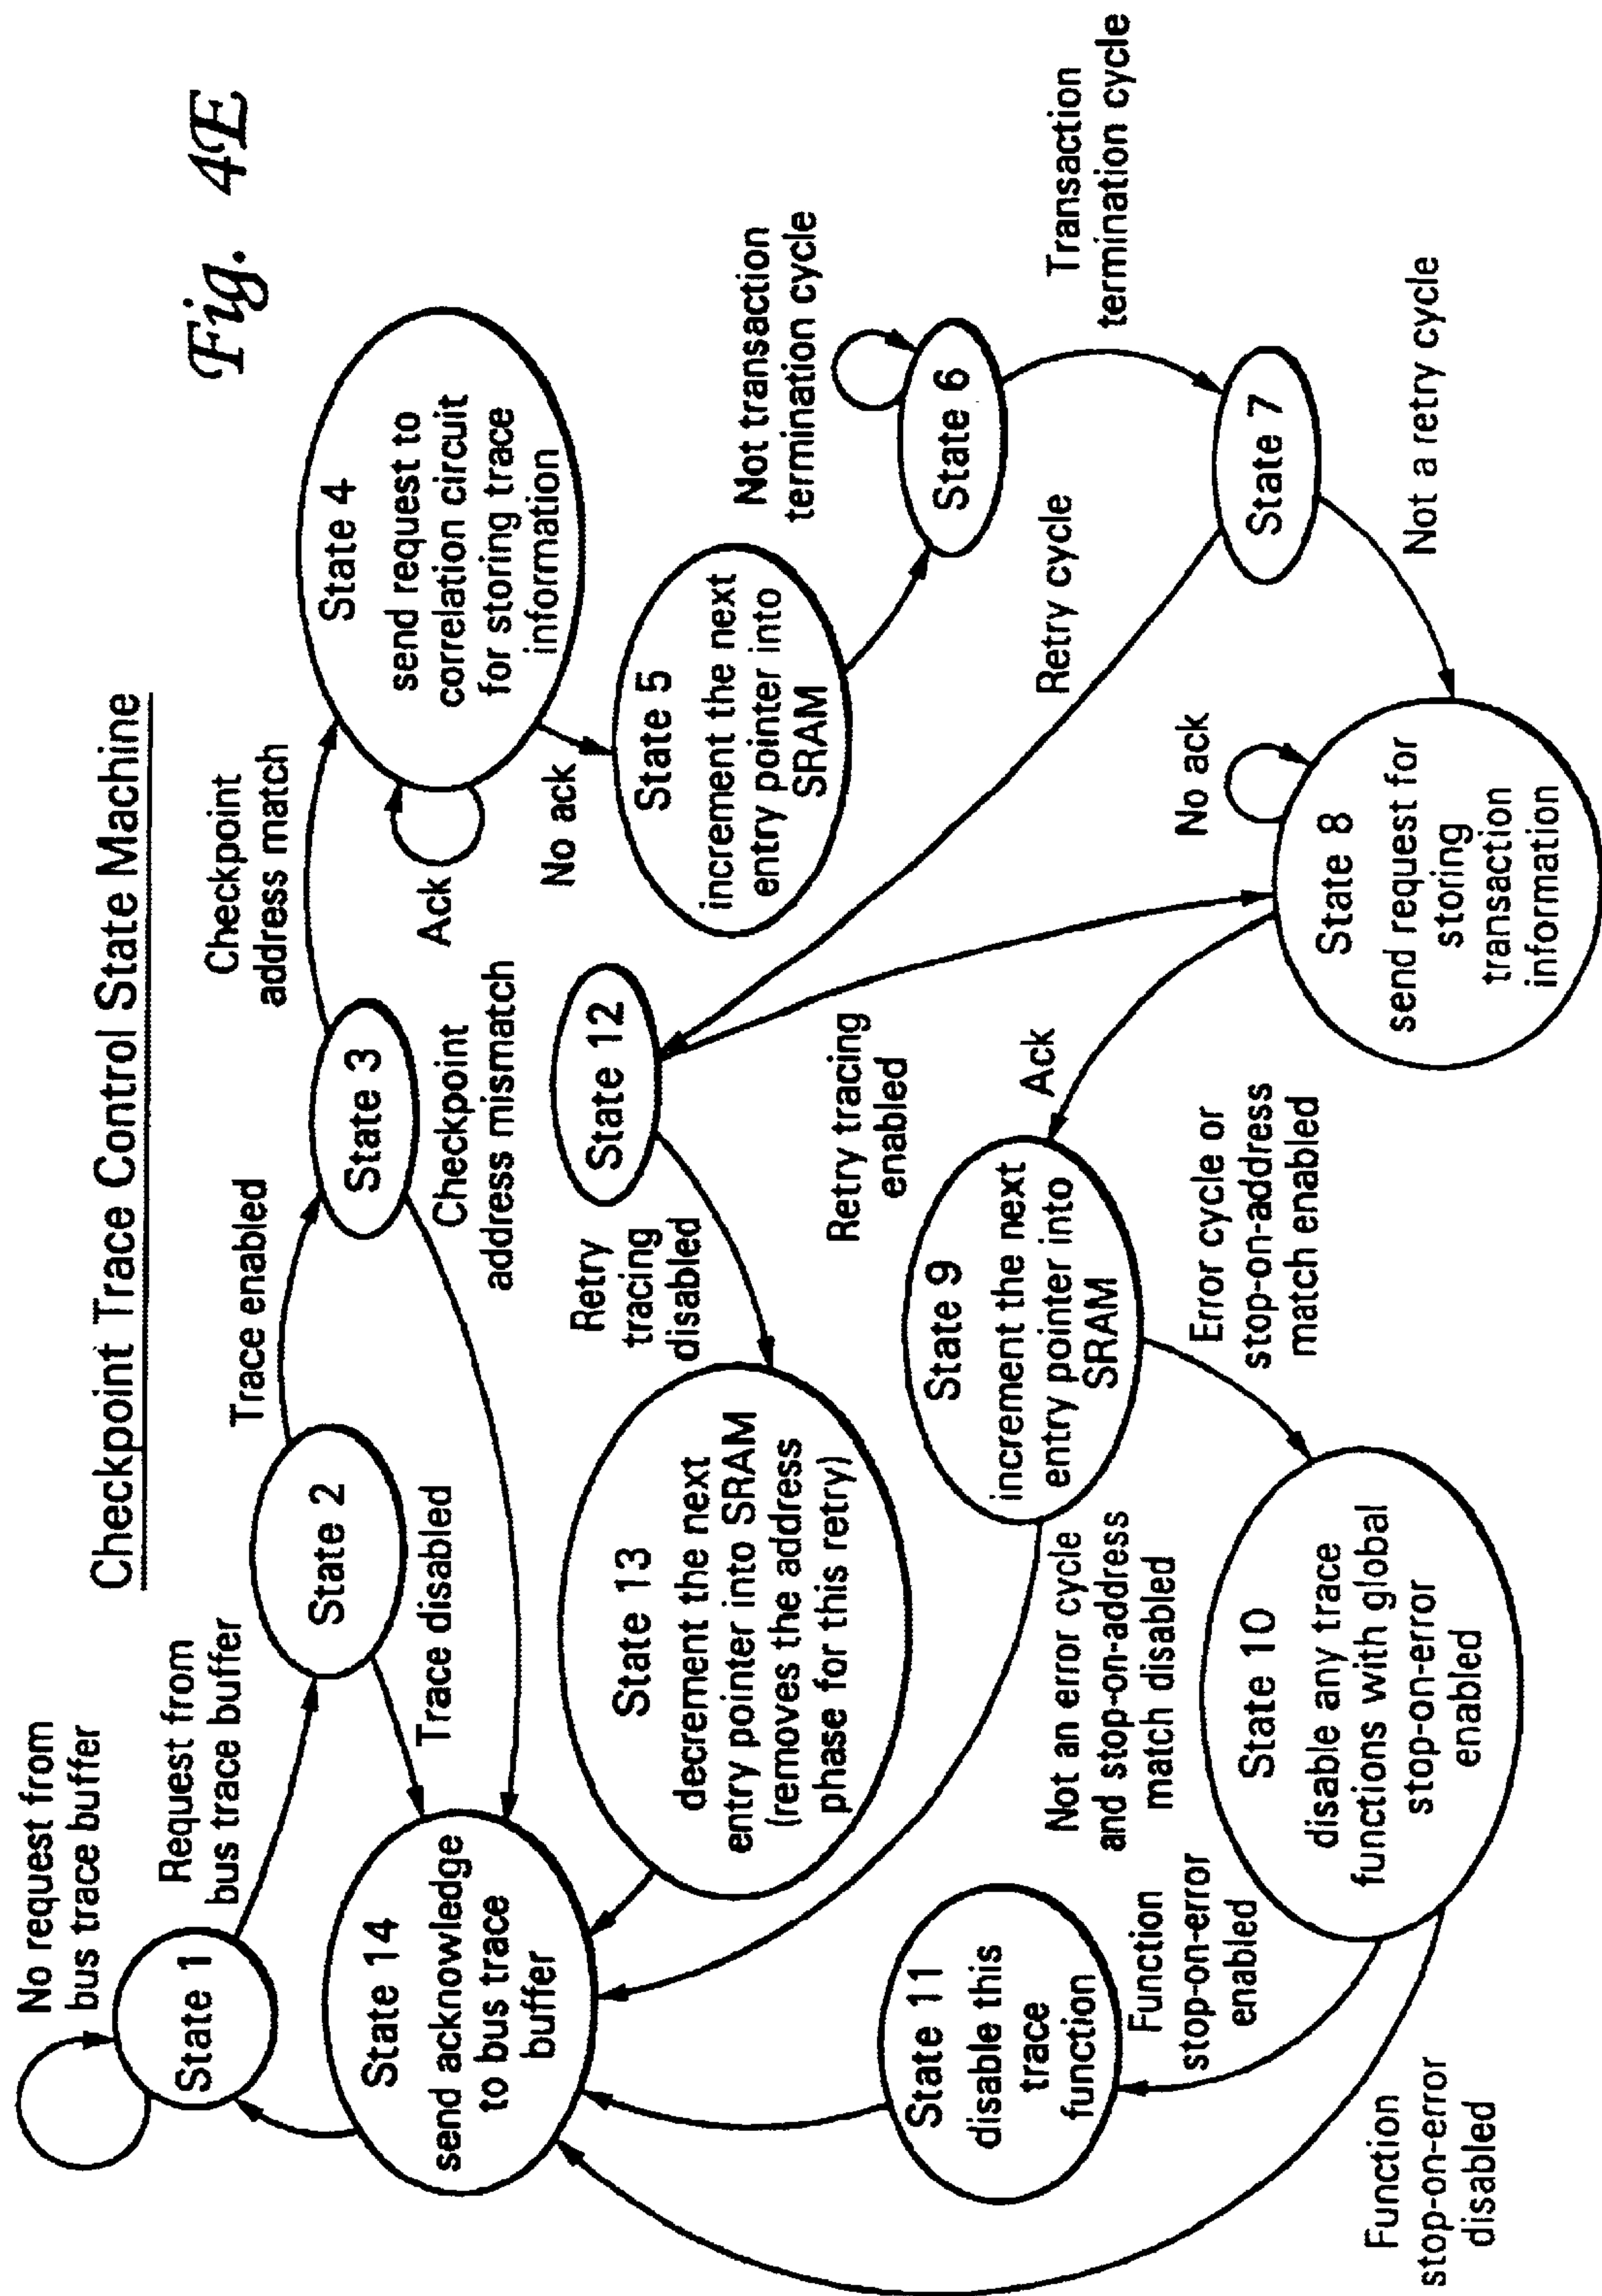 Checkpoint Trace Control State Machine
Fig. 4E
No request from
bus trace buffer
State 1
Request from
bus trace buffer
State 2
Trace enabled
Trace disabled
State 3
Checkpoint
address match
Checkpoint
address mismatch
State 4
send request to
correlation circuit
for storing trace
information
Ack
No ack
State 5
increment the next
entry pointer into
SRAM
Not transaction
termination cycle
State 6
Transaction
termination cycle
State 7
Retry cycle
Not a retry cycle
State 8
send request for
storing
transaction
information
No ack
Ack
State 12
Retry tracing
enabled
Retry
tracing
disabled
State 13
decrement the next
entry pointer into SRAM
(removes the address
phase for this retry)
State 14
send acknowledge
to bus trace
buffer
State 9
increment the next
entry pointer into
SRAM
Error cycle or
stop-on-address
match enabled
Not an error cycle
and stop-on-address
match disabled
State 10
disable any trace
functions with global
stop-on-error
enabled
State 11
disable this
trace
function
Function
stop-on-error
enabled
Function
stop-on-error
disabled